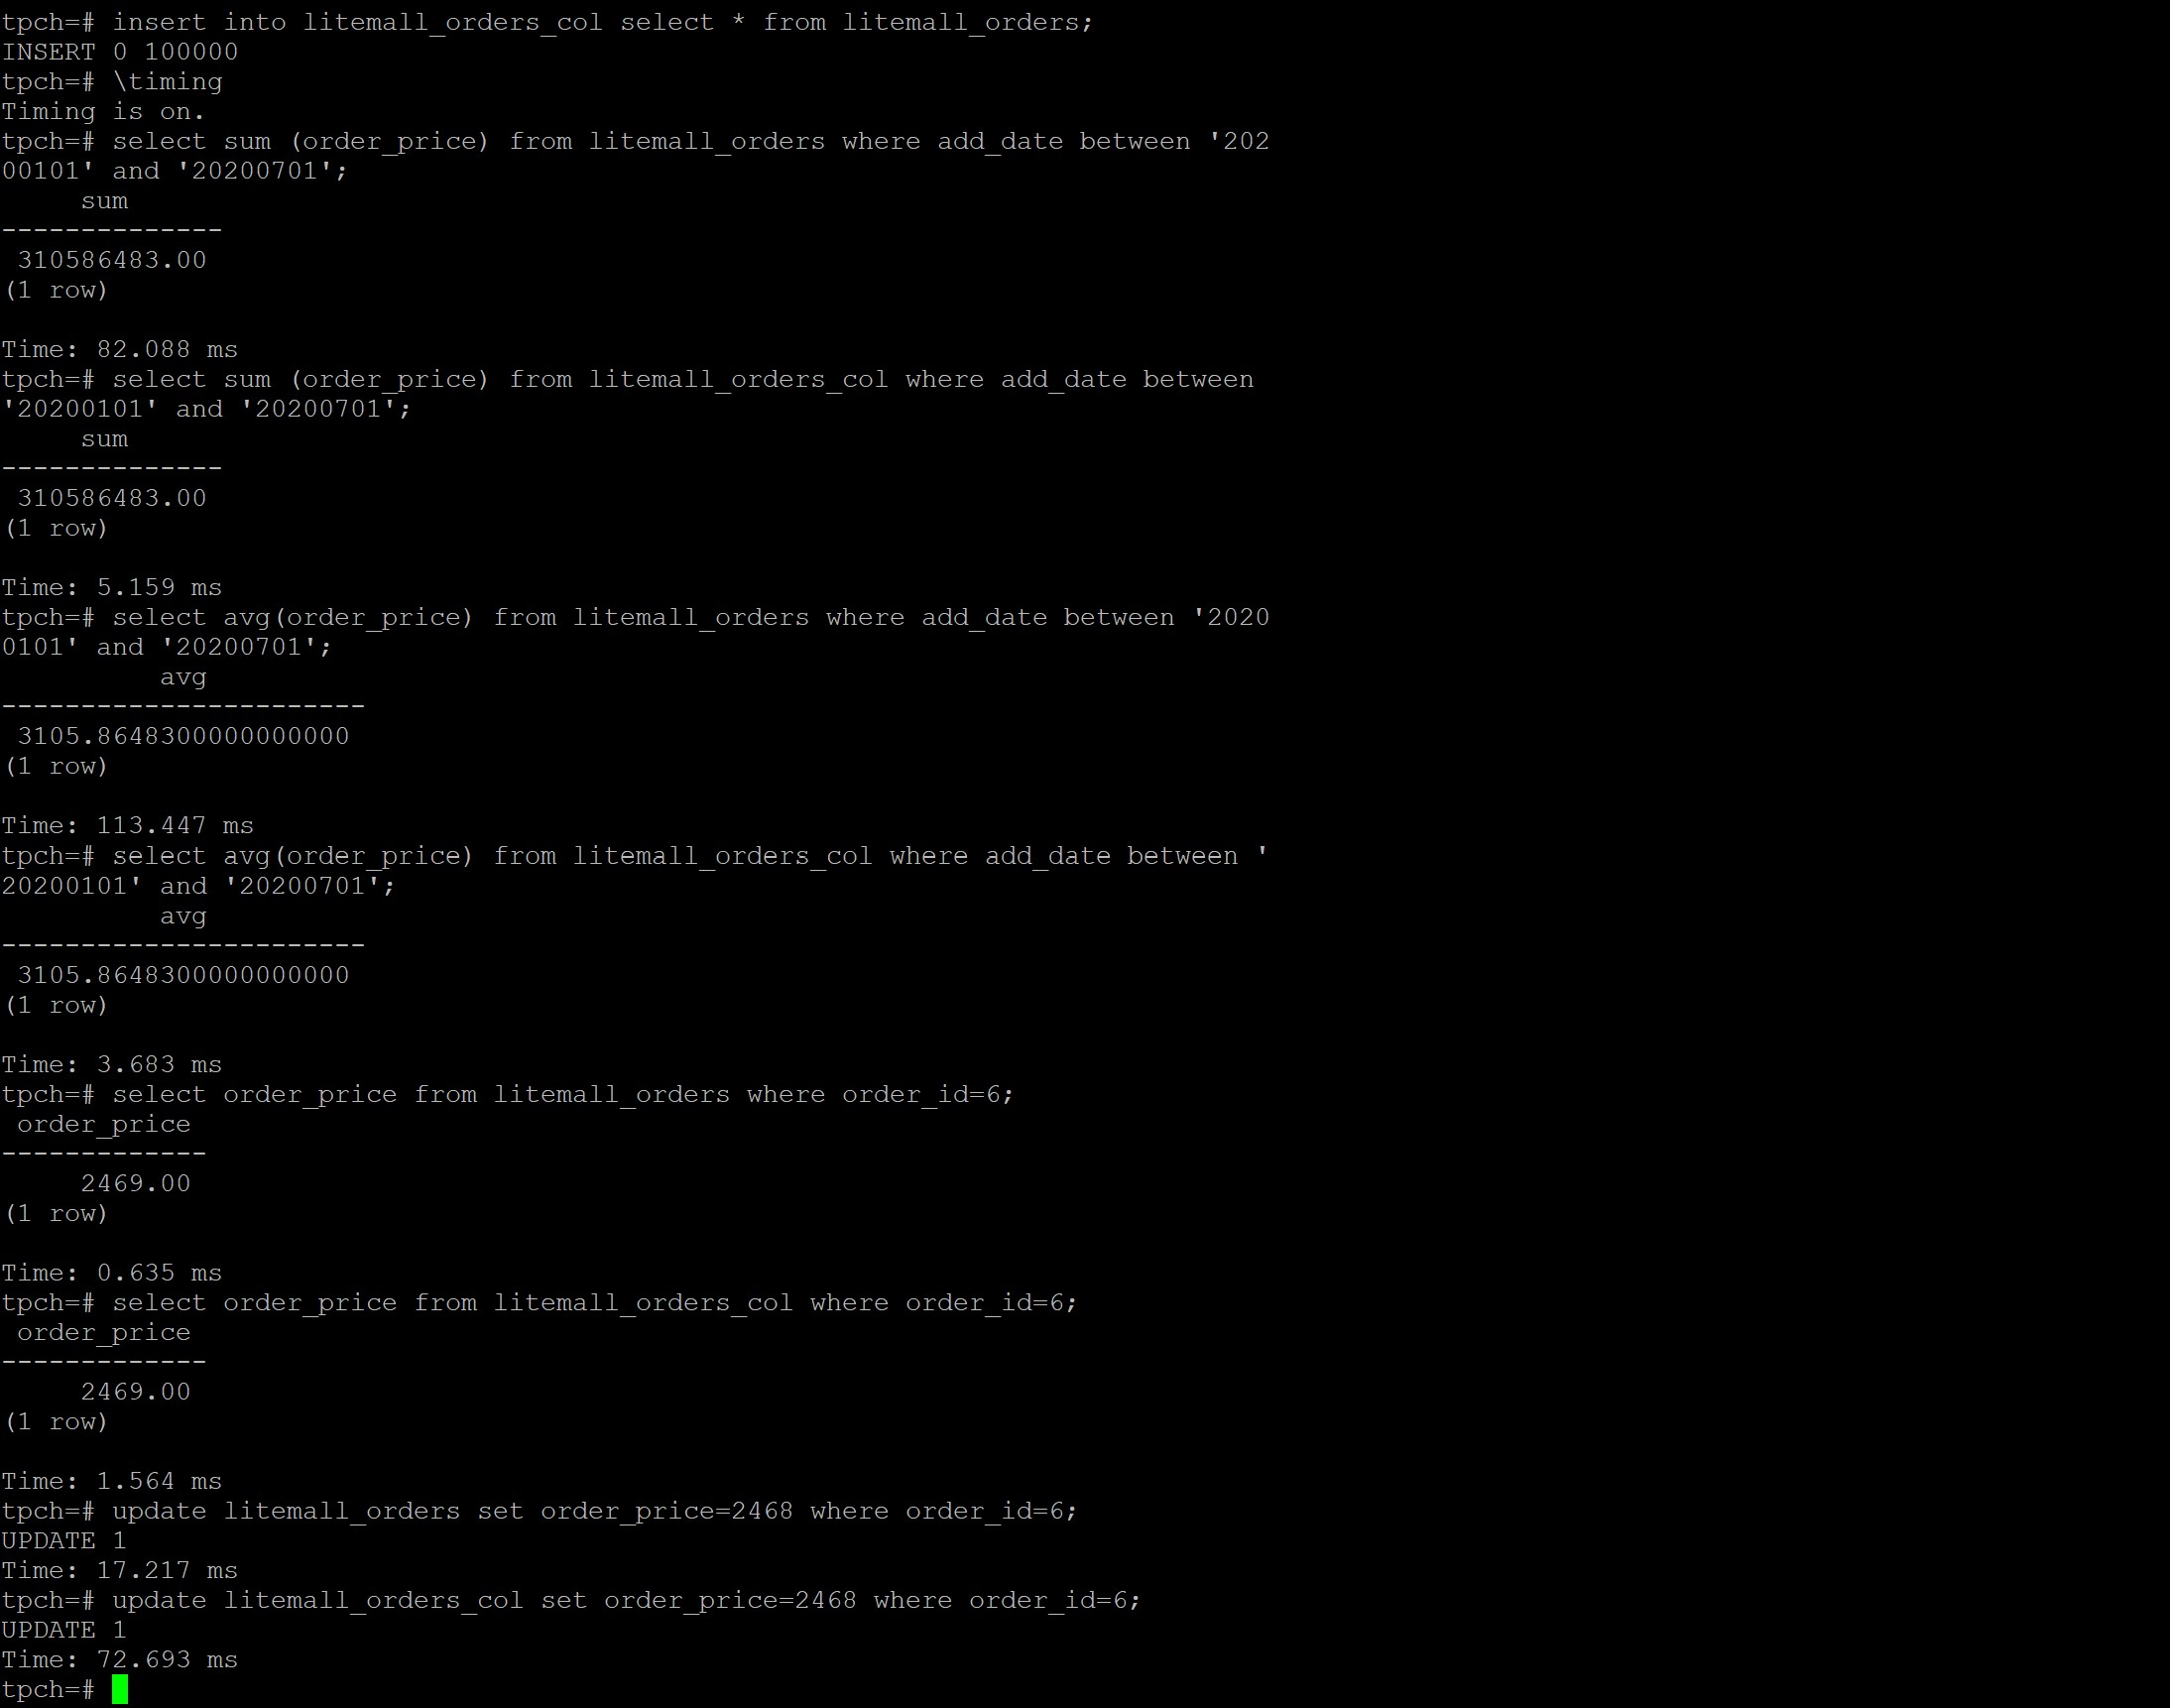 tpch=# insert into litemall_orders_col select * from litemall_orders;
INSERT 0 100000
tpch=# \timing
Timing is on.
tpch=# select sum (order_price) from litemall_orders where add_date between '202
00101' and '20200701';
     sum
--------------
 310586483.00
(1 row)

Time: 82.088 ms
tpch=# select sum (order_price) from litemall_orders_col where add_date between
'20200101' and '20200701';
     sum
--------------
 310586483.00
(1 row)

Time: 5.159 ms
tpch=# select avg(order_price) from litemall_orders where add_date between '2020
0101' and '20200701';
          avg
-----------------------
 3105.8648300000000000
(1 row)

Time: 113.447 ms
tpch=# select avg(order_price) from litemall_orders_col where add_date between '
20200101' and '20200701';
          avg
-----------------------
 3105.8648300000000000
(1 row)

Time: 3.683 ms
tpch=# select order_price from litemall_orders where order_id=6;
 order_price
-------------
     2469.00
(1 row)

Time: 0.635 ms
tpch=# select order_price from litemall_orders_col where order_id=6;
 order_price
-------------
     2469.00
(1 row)

Time: 1.564 ms
tpch=# update litemall_orders set order_price=2468 where order_id=6;
UPDATE 1
Time: 17.217 ms
tpch=# update litemall_orders_col set order_price=2468 where order_id=6;
UPDATE 1
Time: 72.693 ms
tpch=#